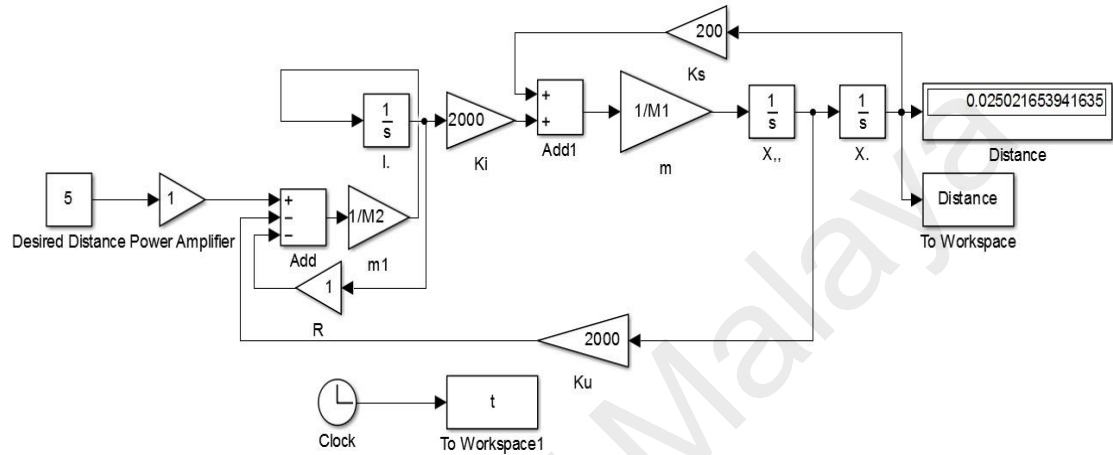 200
Ks
1
s
I.
2000
Ki
+
+
Add1
1/M1
m
1
s
X,,
1
s
X.
0.025021653941635
Distance
5
Desired Distance
1
Power Amplifier
+
−
−
Add
1/M2
m1
Distance
To Workspace
1
R
2000
Ku
Clock
t
To Workspace1
Malaya